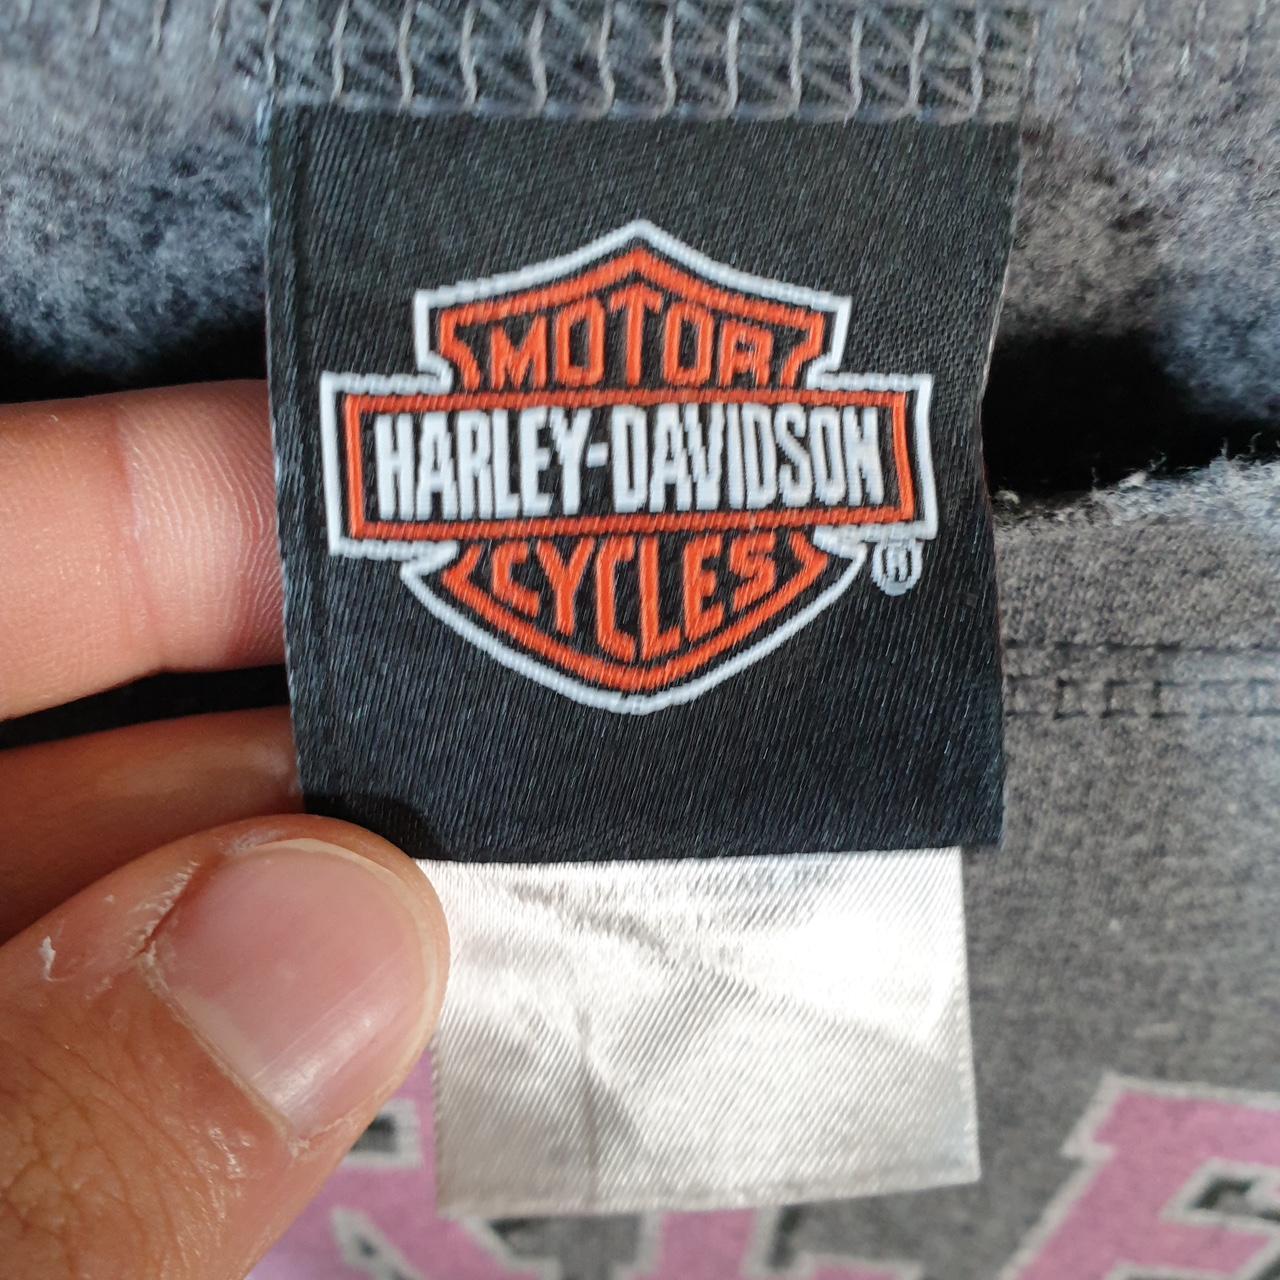 MOTOR
HARLEY-DAVIDSON
CYCLES
®